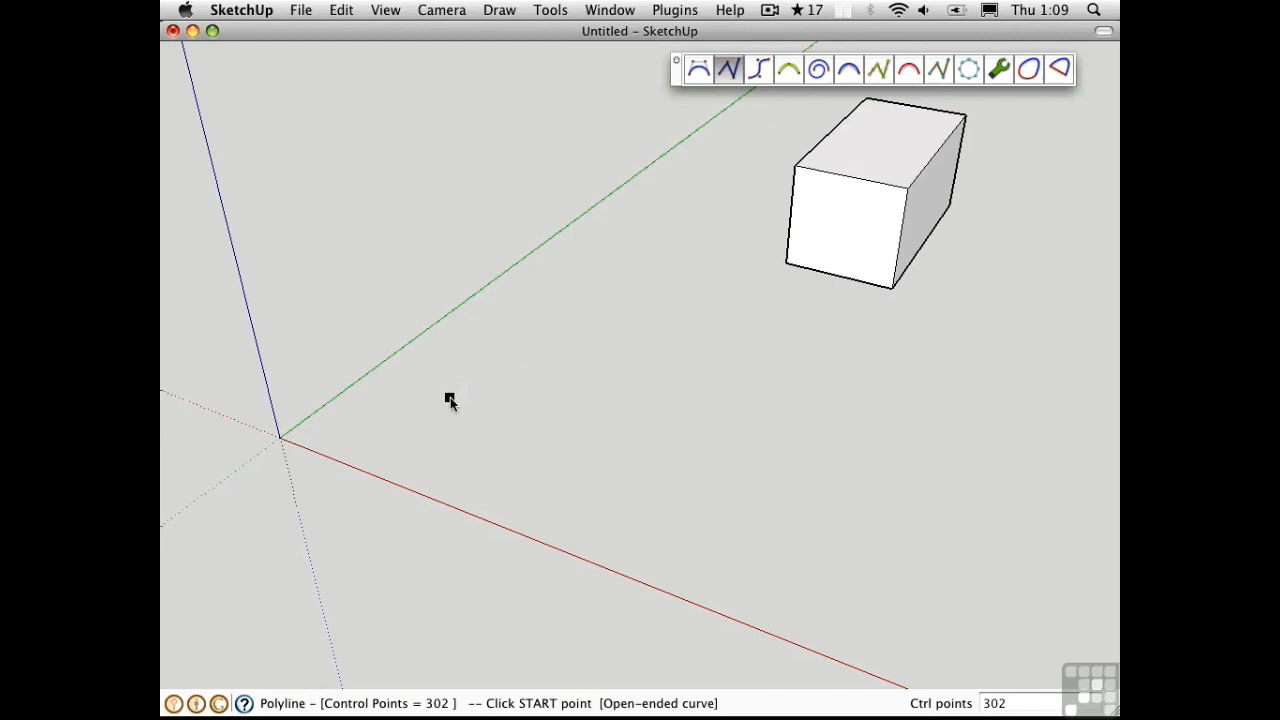 SketchUp File Edit View Camera Draw Tools Window Plugins Help 17 Thu 1:09
Untitled – SketchUp
Polyline – [Control Points = 302 ] -- Click START point [Open-ended curve] Ctrl points 302